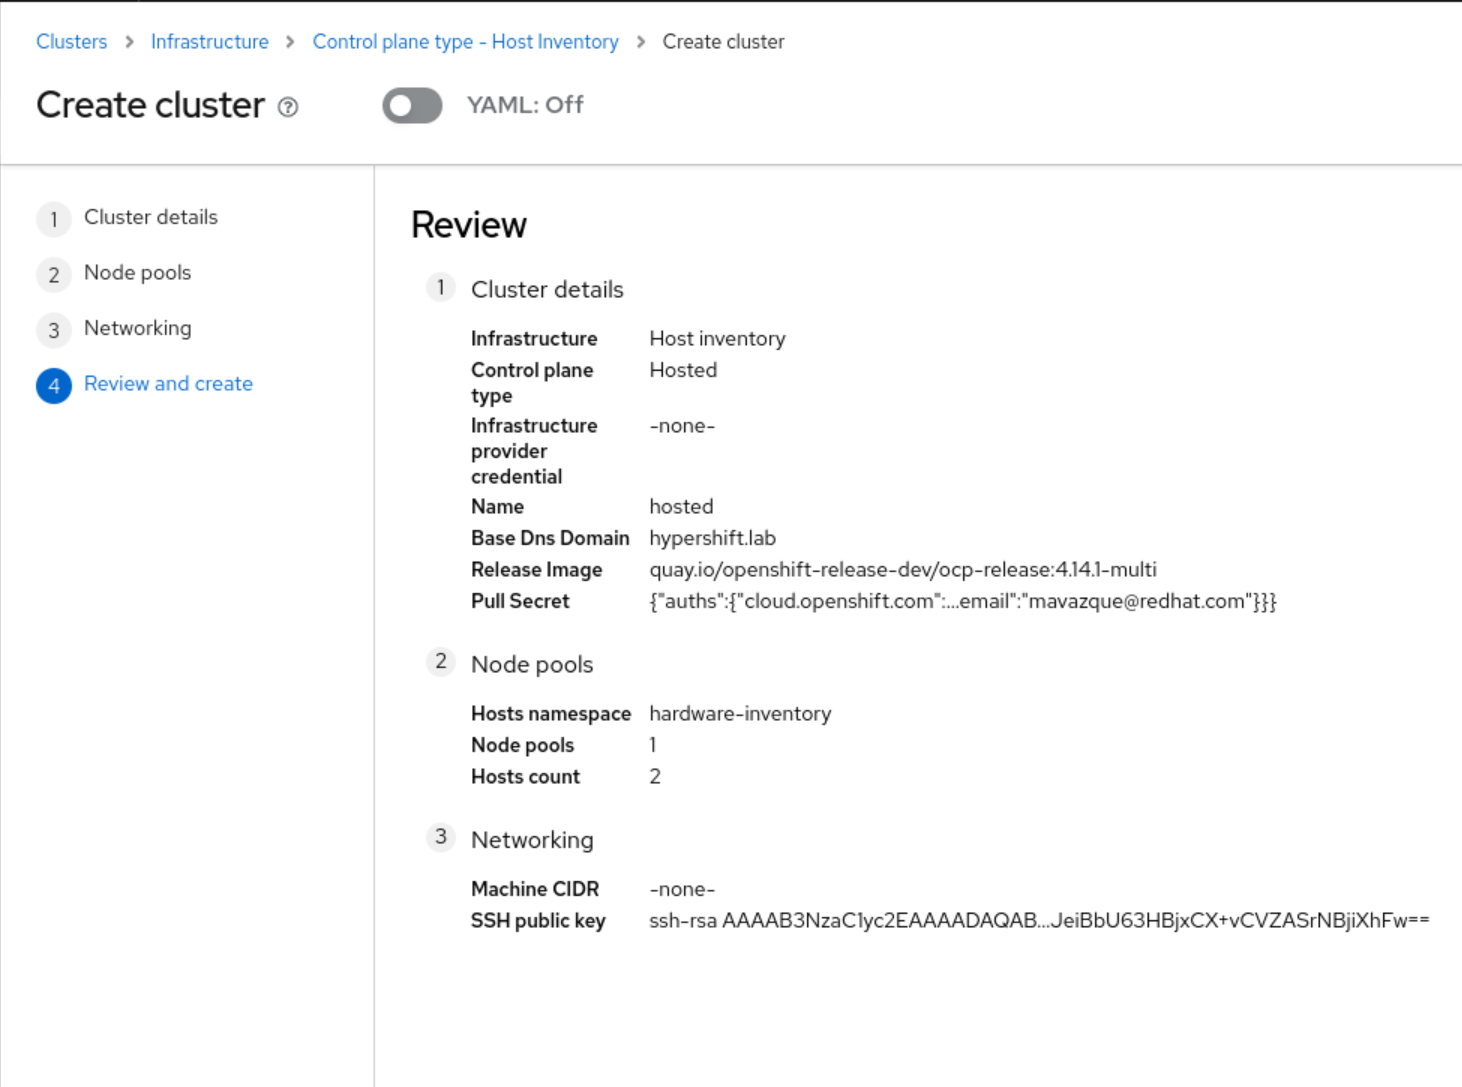 Clusters > Infrastructure > Control plane type - Host Inventory > Create cluster
Create cluster ? YAML: Off
1 Cluster details
2 Node pools
3 Networking
4 Review and create
Review
1 Cluster details
Infrastructure Host inventory
Control plane Hosted
type
Infrastructure -none-
provider
credential
Name hosted
Base Dns Domain hypershift.lab
Release Image quay.io/openshift-release-dev/ocp-release:4.14.1-multi
Pull Secret {"auths":{"cloud.openshift.com":...email":"mavazque@redhat.com"}}}
2 Node pools
Hosts namespace hardware-inventory
Node pools 1
Hosts count 2
3 Networking
Machine CIDR -none-
SSH public key ssh-rsa AAAAB3NzaC1yc2EAAAADAQAB...JeiBbU63HBjxCX+vCVZASrNBjiXhFw==